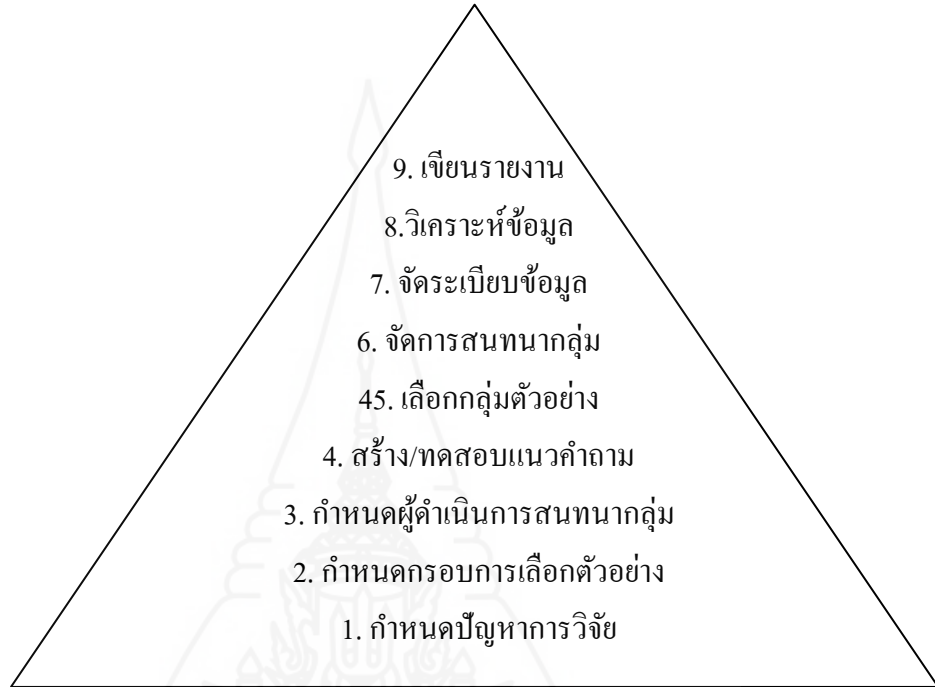 9. เขียนรายงาน
8.วิเคราะห์ข้อมูล
7. จัดระเบียบข้อมูล
6. จัดการสนทนากลุ่ม
45. เลือกกลุ่มตัวอย่าง
4. สร้าง/ทดสอบแนวคำถาม
3. กำหนดผู้ดำเนินการสนทนากลุ่ม
2. กำหนดกรอบการเลือกตัวอย่าง
1. กำหนดปัญหาการวิจัย